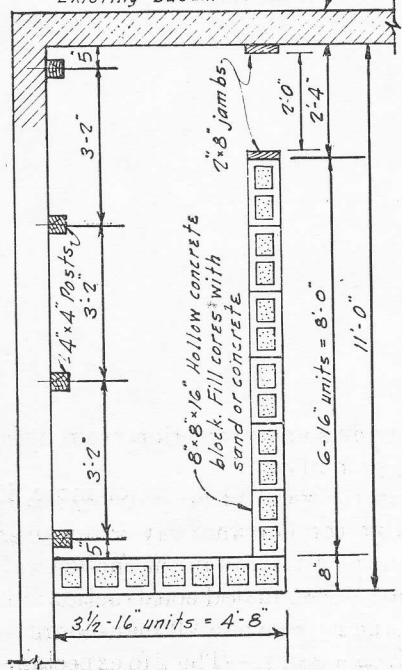 Existing
5"
3'-2"
4"x4" Posts
3'-2"
3'-2"
5"
2"x8" jambs
2'-0"
2'-4"
8"x8"x16" Hollow concrete
block. Fill cores with
sand or concrete
6-16" units = 8'-0"
11'-0"
8"
3½-16" units = 4'-8"